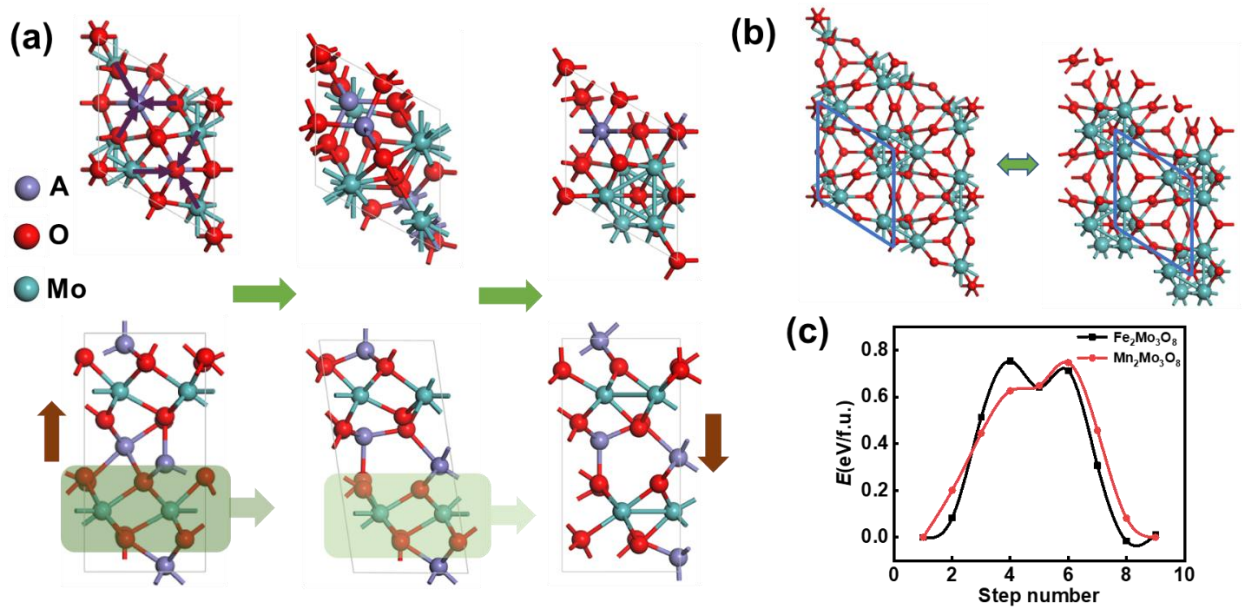 (a)
A
O
Mo
(b)
(c)
Fe₂Mo₃O₈
Mn₂Mo₃O₈
E(eV/f.u.)
0.8
0.6
0.4
0.2
0.0
0 2 4 6 8 10
Step number